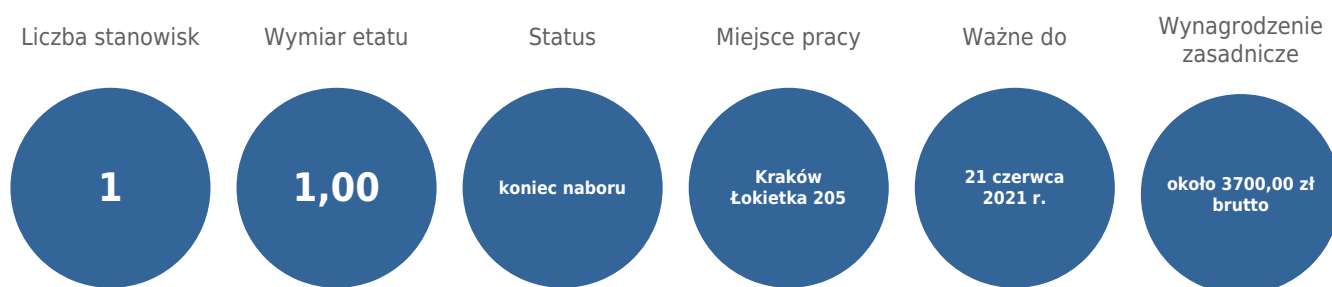 Liczba stanowisk
Wymiar etatu
Status
Miejsce pracy
Ważne do
Wynagrodzenie
zasadnicze
1
1,00
koniec naboru
Kraków
Łokietka 205
21 czerwca
2021 r.
około 3700,00 zł
brutto